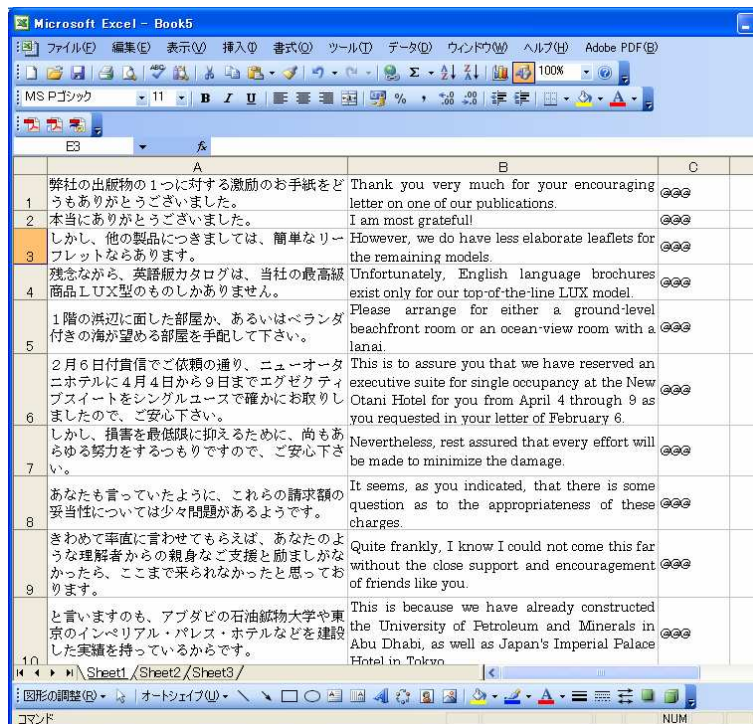 Microsoft Excel - Book5
ファイル(F) 編集(E) 表示(V) 挿入(I) 書式(O) ツール(T) データ(D) ウィンドウ(W) ヘルプ(H) Adobe PDF(B)
100%
MS Pゴシック 11 B I U
E3 fx
A B C
弊社の出版物の1つに対する激励のお手紙をど
うもありがとうございました。
Thank you very much for your encouraging
letter on one of our publications.
@@@
1
2 本当にありがとうございました。 I am most grateful! @@@
しかし、他の製品につきましては、簡単なリー
フレットならあります。
However, we do have less elaborate leaflets for
the remaining models.
@@@
3
残念ながら、英語版カタログは、当社の最高級
商品LUX型のものしかありません。
Unfortunately, English language brochures
exist only for our top-of-the-line LUX model.
@@@
4
1階の浜辺に面した部屋か、あるいはベランダ
付きの海が望める部屋を手配して下さい。
Please arrange for either a ground-level
beachfront room or an ocean-view room with a
lanai.
@@@
5
2月6日付貴信でご依頼の通り、ニューオータ
ニホテルに4月4日から9日までエグゼクティ
ブスイートをシングルユースで確かにお取りし
ましたので、ご安心下さい。
This is to assure you that we have reserved an
executive suite for single occupancy at the New
Otani Hotel for you from April 4 through 9 as
you requested in your letter of February 6.
@@@
6
しかし、損害を最低限に抑えるために、尚もあ
らゆる努力をするつもりですので、ご安心下さ
い。
Nevertheless, rest assured that every effort will
be made to minimize the damage.
@@@
7
あなたも言っていたように、これらの請求額の
妥当性については少々問題があるようです。
It seems, as you indicated, that there is some
question as to the appropriateness of these
charges.
@@@
8
きわめて率直に言わせてもらえば、あなたのよ
うな理解者からの親身なご支援と励ましがな
かったら、ここまで来られなかったと思ってお
ります。
Quite frankly, I know I could not come this far
without the close support and encouragement
of friends like you.
@@@
9
と言いますのも、アブダビの石油鉱物大学や東
京のインペリアル・パレス・ホテルなどを建設
した実績を持っているからです。
This is because we have already constructed
the University of Petroleum and Minerals in
Abu Dhabi, as well as Japan's Imperial Palace
Hotel in Tokyo
@@@
10
Sheet1 Sheet2 Sheet3
図形の調整(R) オートシェイプ(U)
コマンド NUM